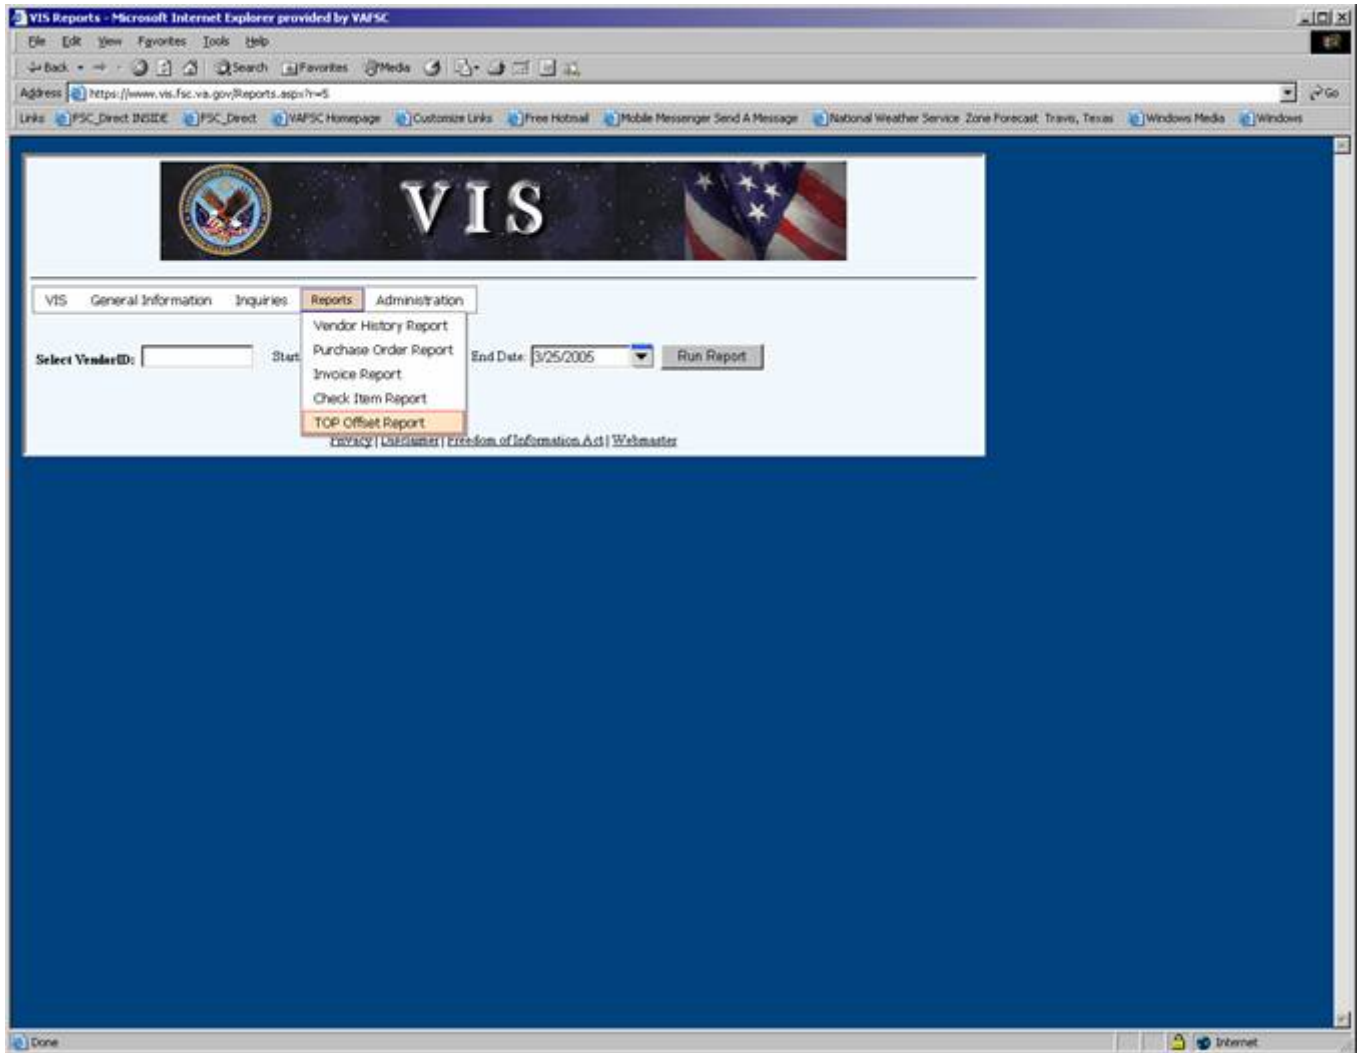 VIS Reports - Microsoft Internet Explorer provided by VAFSC
File Edit View Favorites Tools Help
Back Search Favorites Media
Address https://www.vis.fsc.va.gov/Reports.aspx?r=5 Go
Links FSC_Direct INSIDE FSC_Direct VAFSC Homepage Customize Links Free Hotmail Mobile Messenger Send A Message National Weather Service Zone Forecast Travis, Texas Windows Media Windows
VIS
VIS General Information Inquiries Reports Administration
Vendor History Report
Purchase Order Report
Select VendorID: Start End Date: 3/25/2005 Run Report
Invoice Report
Check Item Report
TOP Offset Report
Privacy | Disclaimer | Freedom of Information Act | Webmaster
Done Internet